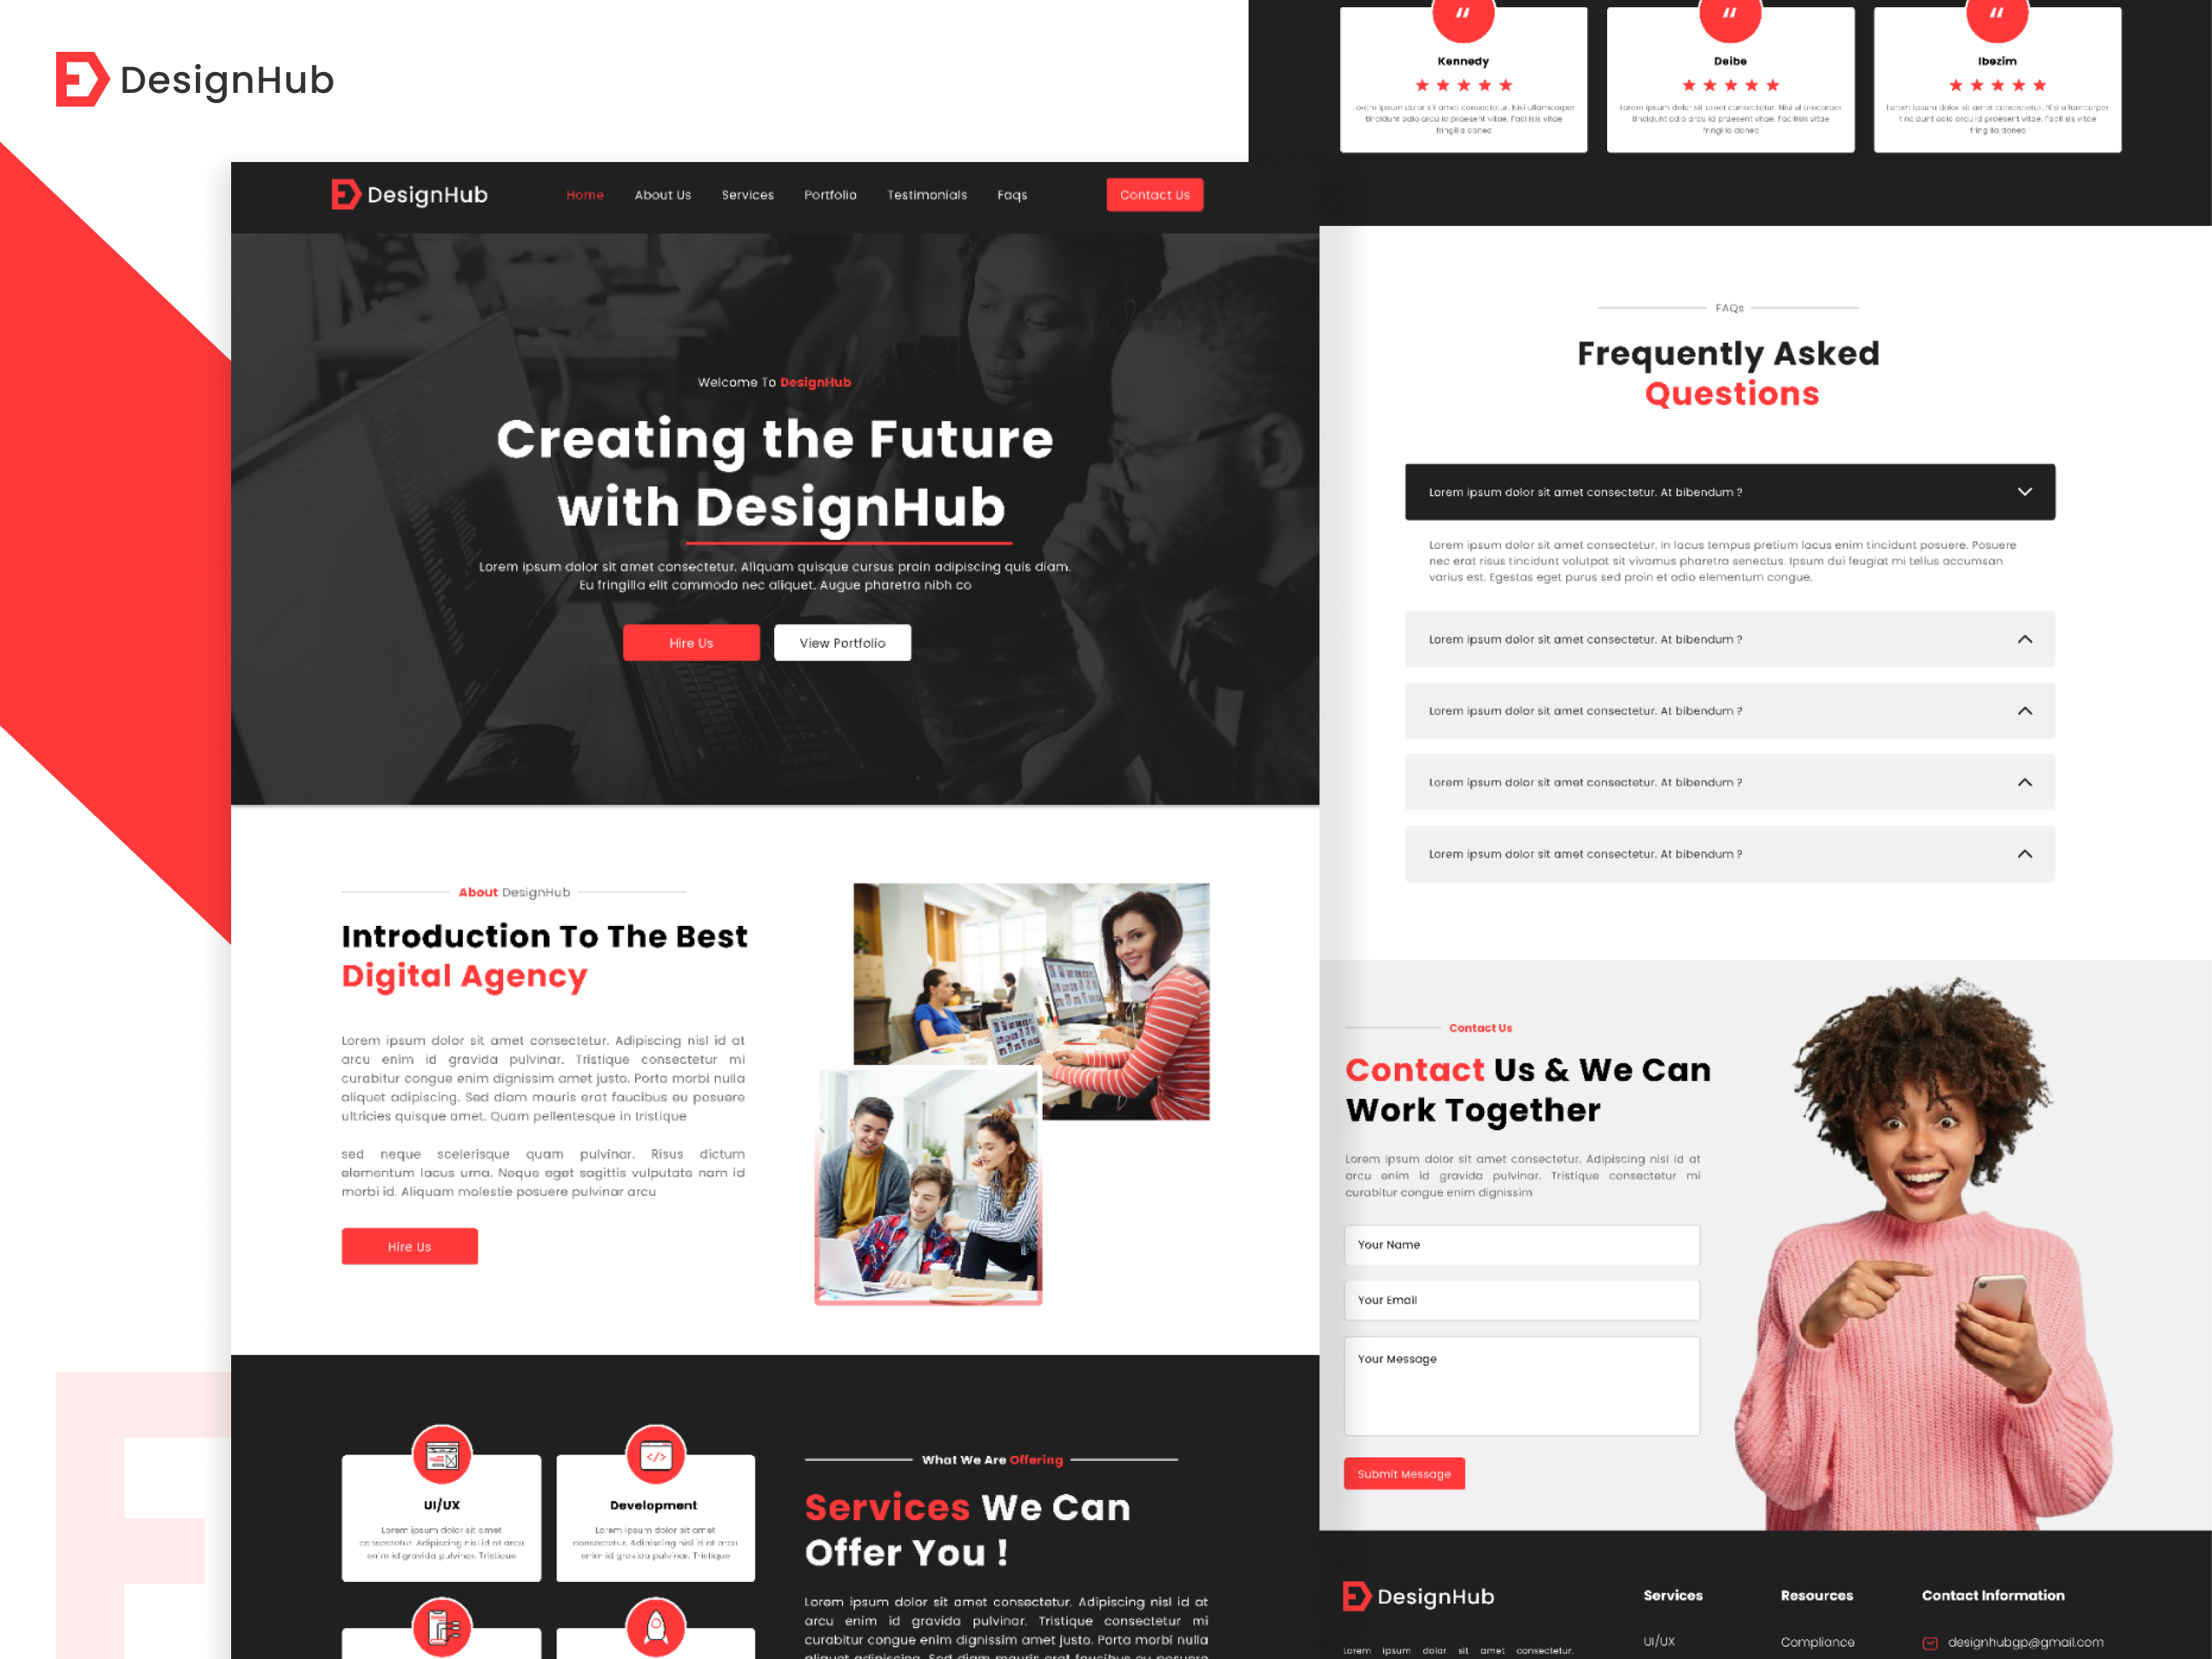 DesignHub
DesignHub
Home
About Us
Services
Portfolio
Testimonials
Faqs
Contact Us
Welcome To DesignHub
Creating the Future
with DesignHub
Lorem ipsum dolor sit amet consectetur. Aliquam quisque cursus proin adipiscing quis diam.
Eu fringilla elit commodo nec aliquet. Augue pharetra nibh co
Hire Us
View Portfolio
About DesignHub
Introduction To The Best
Digital Agency
Lorem ipsum dolor sit amet consectetur. Adipiscing nisl id at
arcu enim id gravida pulvinar. Tristique consectetur mi
curabitur congue enim dignissim amet justo. Porta morbi nulla
aliquet adipiscing. Sed diam mauris erat faucibus eu posuere
ultricies quisque amet. Quam pellentesque in tristique
sed neque scelerisque quam pulvinar. Risus dictum
elementum lacus urna. Neque eget sagittis vulputate nam id
morbi id. Aliquam molestie posuere pulvinar arcu
Hire Us
UI/UX
Lorem ipsum dolor sit amet
consectetur. Adipiscing nisl id at arcu
enim id gravida pulvinar. Tristique
Development
Lorem ipsum dolor sit amet
consectetur. Adipiscing nisl id at arcu
enim id gravida pulvinar. Tristique
What We Are Offering
Services We Can
Offer You !
Lorem ipsum dolor sit amet consectetur. Adipiscing nisl id at
arcu enim id gravida pulvinar. Tristique consectetur mi
curabitur congue enim dignissim amet justo. Porta morbi nulla
aliquet adipiscing. Sed diam mauris erat faucibus eu posuere
Kennedy
Lorem ipsum dolor sit amet consectetur. Nisl ullamcorper
tincidunt odio arcu id praesent vitae. Facilisis vitae
fringilla donec
Deibe
Lorem ipsum dolor sit amet consectetur. Nisl ullamcorper
tincidunt odio arcu id praesent vitae. Facilisis vitae
fringilla donec
Ibezim
Lorem ipsum dolor sit amet consectetur. Nisl ullamcorper
tincidunt odio arcu id praesent vitae. Facilisis vitae
fringilla donec
FAQs
Frequently Asked
Questions
Lorem ipsum dolor sit amet consectetur. At bibendum ?
Lorem ipsum dolor sit amet consectetur. In lacus tempus pretium lacus enim tincidunt posuere. Posuere
nec erat risus tincidunt volutpat sit vivamus pharetra senectus. Ipsum dui feugiat mi tellus accumsan
varius est. Egestas eget purus sed proin et odio elementum congue.
Lorem ipsum dolor sit amet consectetur. At bibendum ?
Lorem ipsum dolor sit amet consectetur. At bibendum ?
Lorem ipsum dolor sit amet consectetur. At bibendum ?
Lorem ipsum dolor sit amet consectetur. At bibendum ?
Contact Us
Contact Us & We Can
Work Together
Lorem ipsum dolor sit amet consectetur. Adipiscing nisl id at
arcu enim id gravida pulvinar. Tristique consectetur mi
curabitur congue enim dignissim
Your Name
Your Email
Your Message
Submit Message
DesignHub
Lorem ipsum dolor sit amet consectetur.
Services
UI/UX
Resources
Compliance
Contact Information
designhubgp@gmail.com